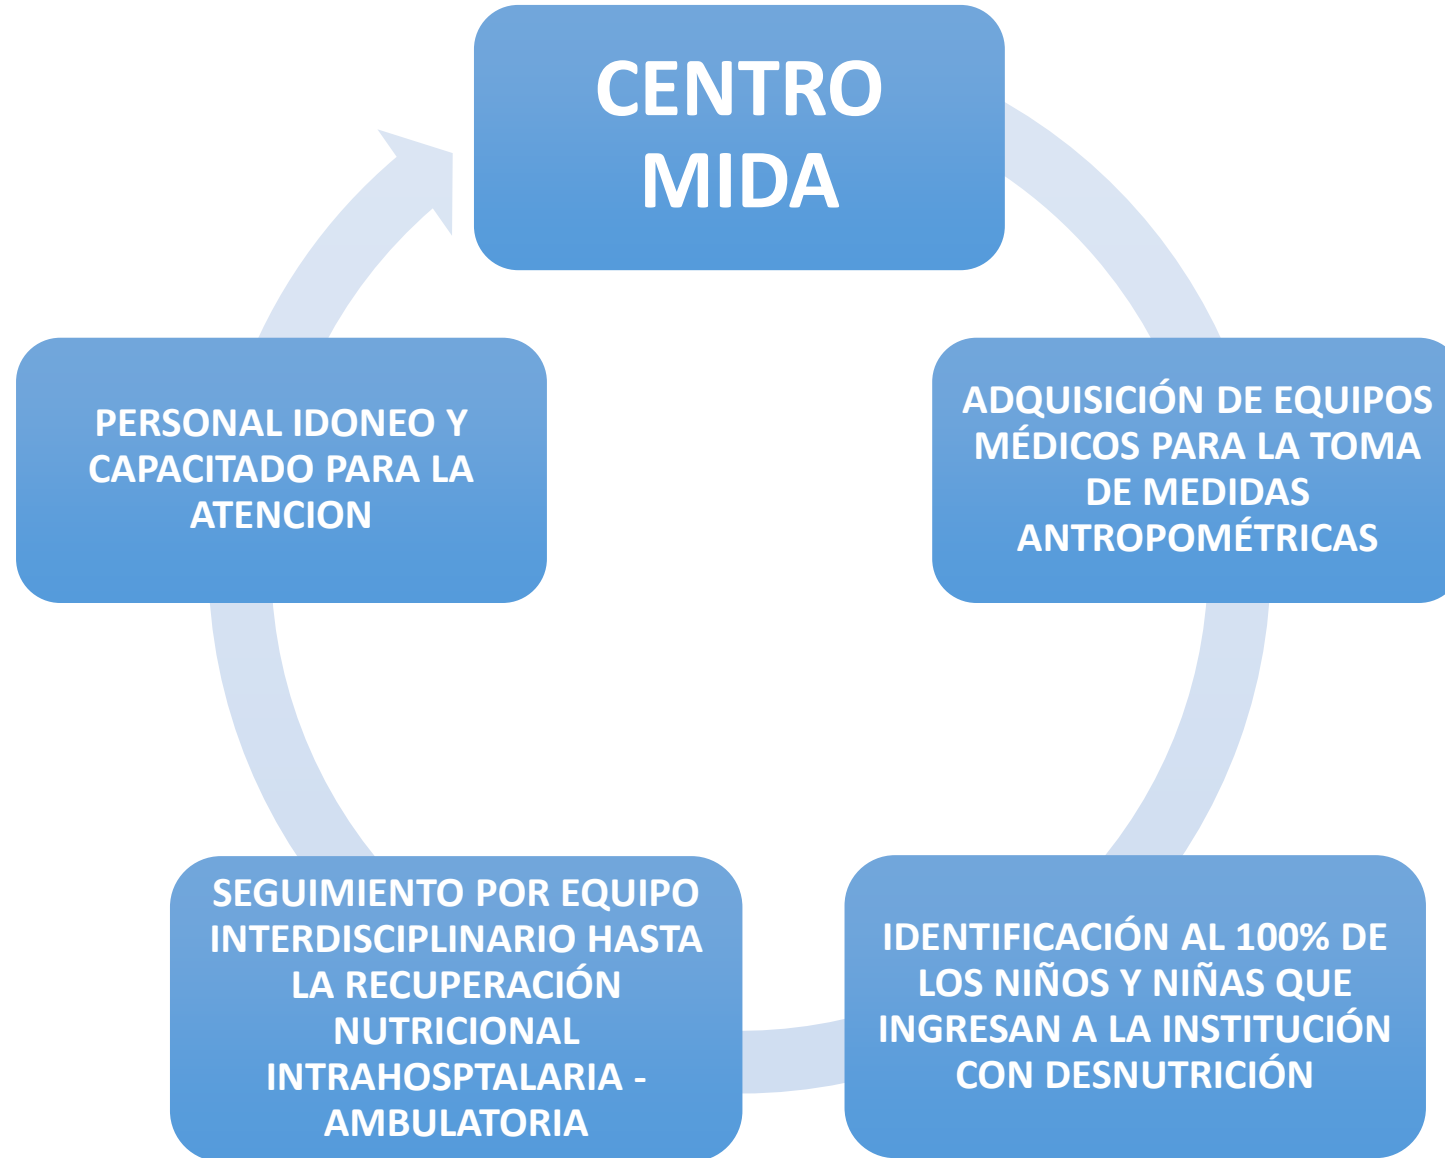 CENTRO
MIDA
ADQUISICIÓN DE EQUIPOS
MÉDICOS PARA LA TOMA
DE MEDIDAS
ANTROPOMÉTRICAS
IDENTIFICACIÓN AL 100% DE
LOS NIÑOS Y NIÑAS QUE
INGRESAN A LA INSTITUCIÓN
CON DESNUTRICIÓN
SEGUIMIENTO POR EQUIPO
INTERDISCIPLINARIO HASTA
LA RECUPERACIÓN
NUTRICIONAL
INTRAHOSPTALARIA -
AMBULATORIA
PERSONAL IDONEO Y
CAPACITADO PARA LA
ATENCION